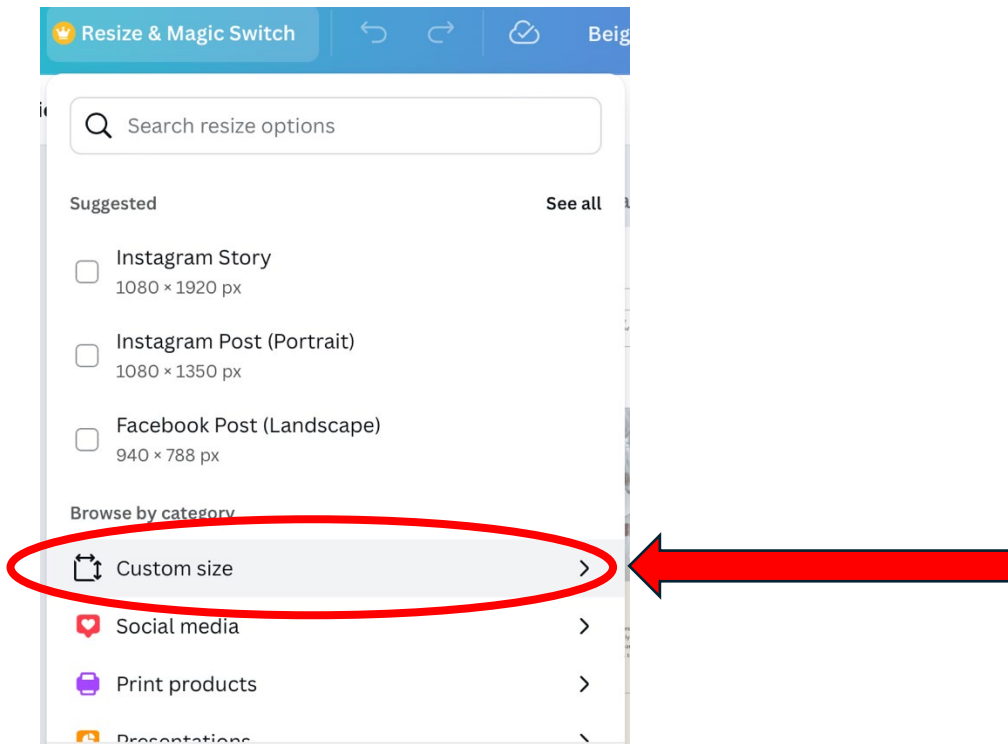 Resize & Magic Switch
Beig
Search resize options
Suggested
See all
Instagram Story
1080 × 1920 px
Instagram Post (Portrait)
1080 × 1350 px
Facebook Post (Landscape)
940 × 788 px
Browse by category
Custom size
Social media
Print products
Presentations